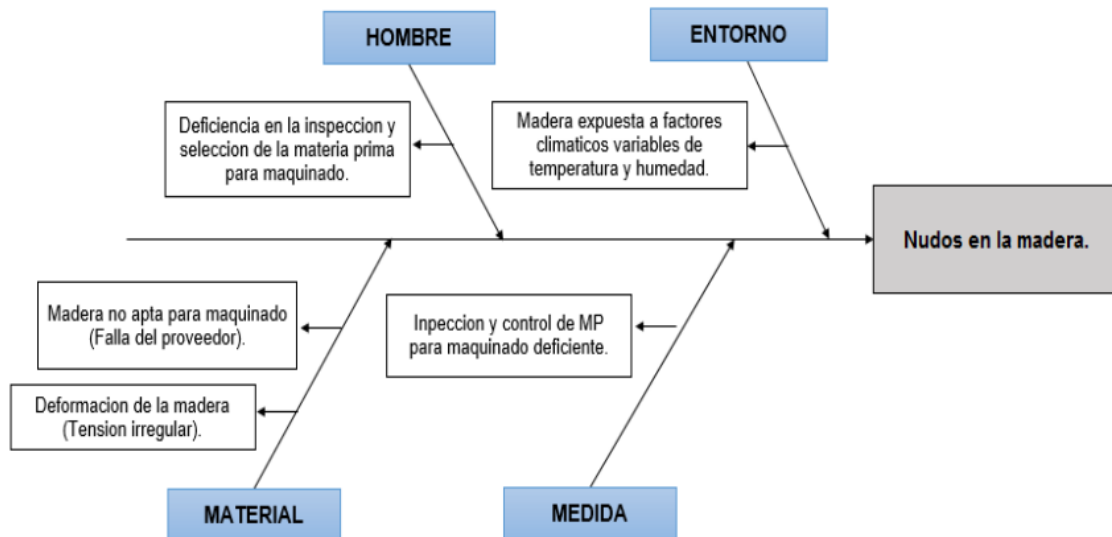 HOMBRE
ENTORNO
Deficiencia en la inspeccion y
seleccion de la materia prima
para maquinado.
Madera expuesta a factores
climaticos variables de
temperatura y humedad.
Nudos en la madera.
Madera no apta para maquinado
(Falla del proveedor).
Inpeccion y control de MP
para maquinado deficiente.
Deformacion de la madera
(Tension irregular).
MATERIAL
MEDIDA